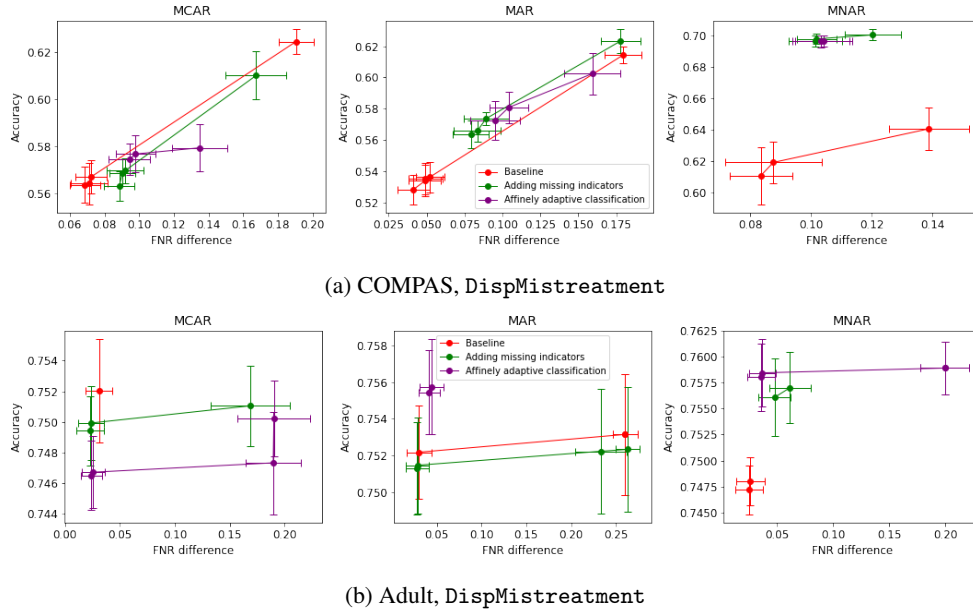 MCAR
Accuracy
0.62
0.60
0.58
0.56
0.06 0.08 0.10 0.12 0.14 0.16 0.18 0.20
FNR difference
MAR
Accuracy
0.62
0.60
0.58
0.56
0.54
0.52
0.025 0.050 0.075 0.100 0.125 0.150 0.175
FNR difference
Baseline
Adding missing indicators
Affinely adaptive classification
MNAR
Accuracy
0.70
0.68
0.66
0.64
0.62
0.60
0.08 0.10 0.12 0.14
FNR difference
(a) COMPAS, DispMistreatment
MCAR
Accuracy
0.754
0.752
0.750
0.748
0.746
0.744
0.00 0.05 0.10 0.15 0.20
FNR difference
MAR
Accuracy
0.758
0.756
0.754
0.752
0.750
0.05 0.10 0.15 0.20 0.25
FNR difference
Baseline
Adding missing indicators
Affinely adaptive classification
MNAR
Accuracy
0.7625
0.7600
0.7575
0.7550
0.7525
0.7500
0.7475
0.7450
0.05 0.10 0.15 0.20
FNR difference
(b) Adult, DispMistreatment